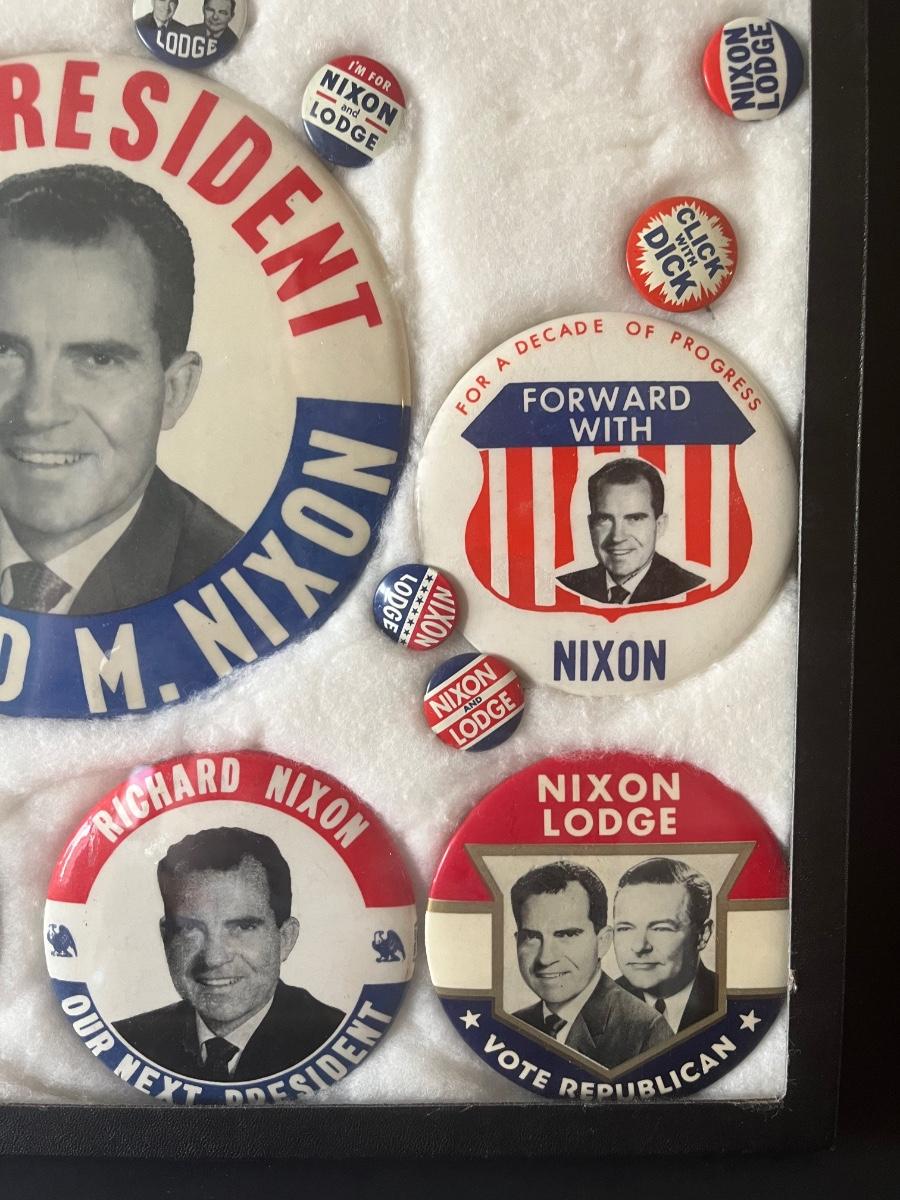 LODGE
I'M FOR
NIXON
and
LODGE
NIXON
LODGE
RESIDENT
M. NIXON
CLICK
WITH
DICK
FOR A DECADE OF PROGRESS
FORWARD
WITH
NIXON
LODGE
NIXON
NIXON
AND
LODGE
RICHARD NIXON
OUR NEXT PRESIDENT
NIXON
LODGE
VOTE REPUBLICAN